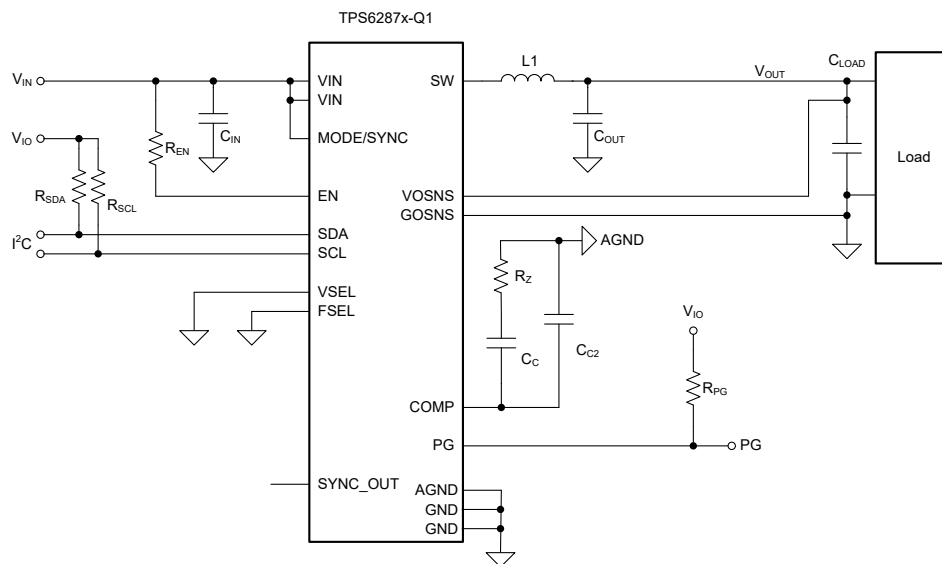 TPS6287x-Q1
VIN
VIO
I²C
REN
CIN
RSDA
RSCL
VIN
VIN
MODE/SYNC
EN
SDA
SCL
VSEL
FSEL
SYNC_OUT
SW
VOSNS
GOSNS
COMP
PG
AGND
GND
GND
L1
VOUT
COUT
CLOAD
Load
AGND
RZ
CC
CC2
VIO
RPG
PG